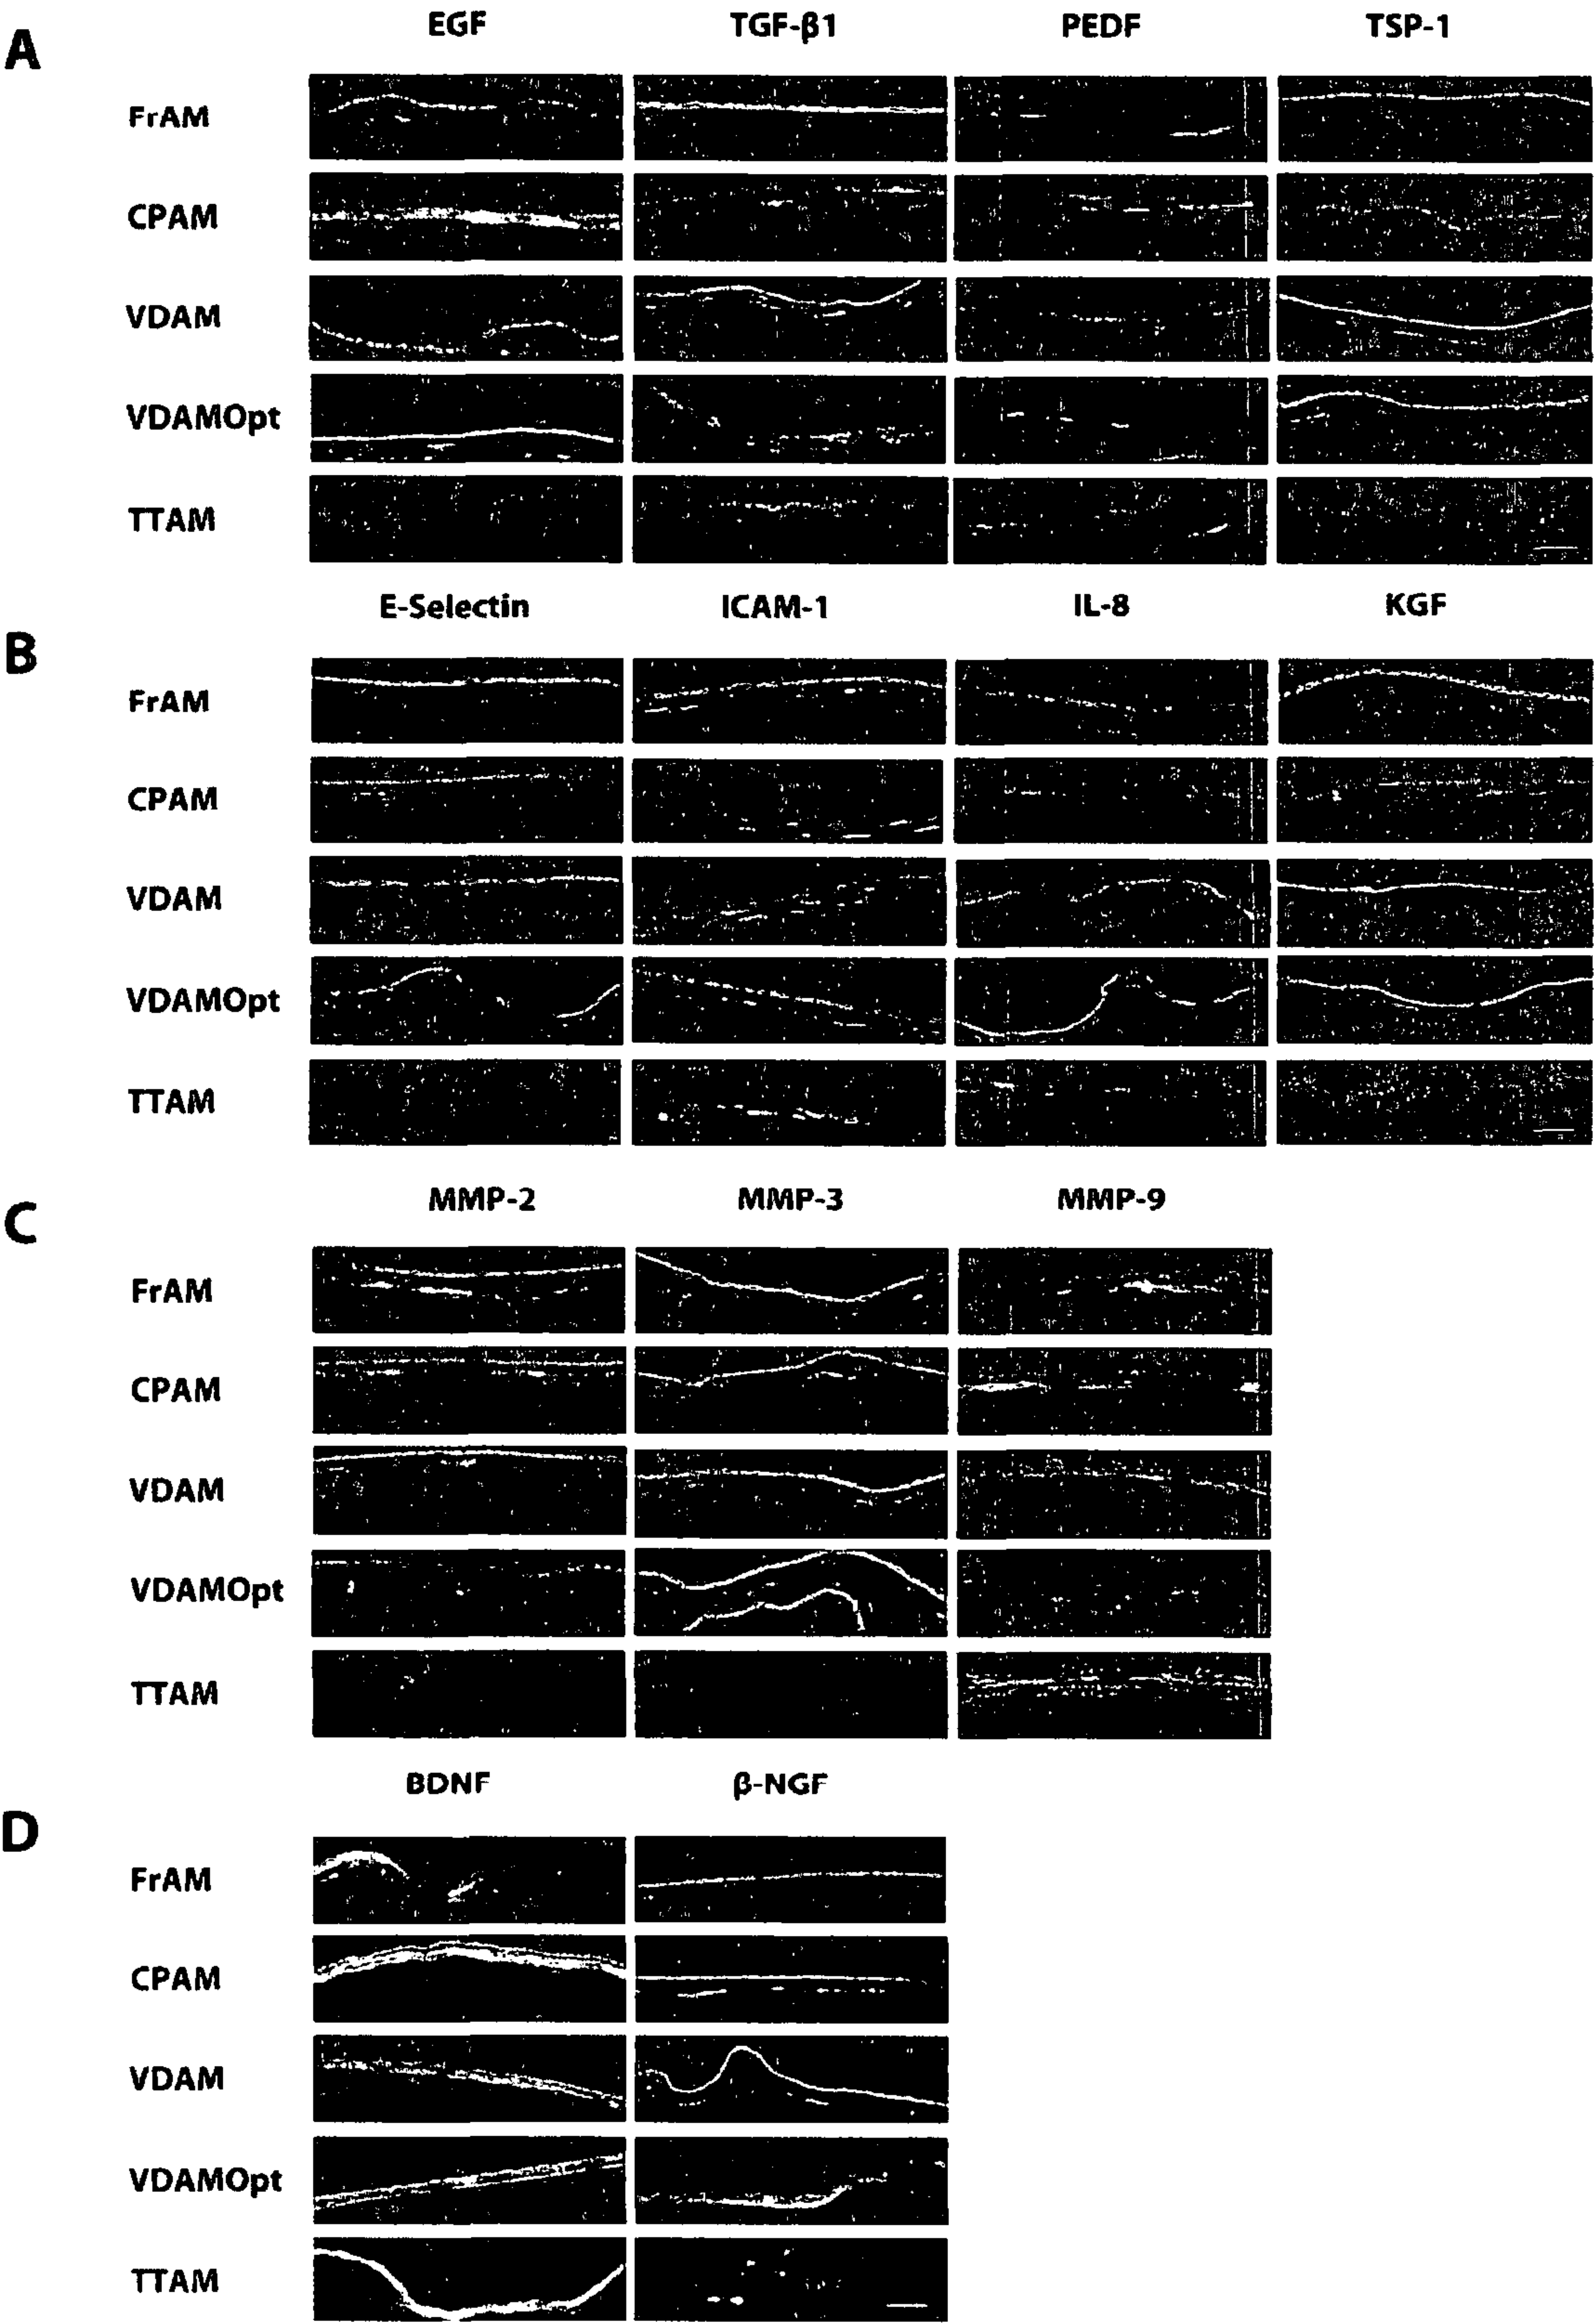 A EGF TGF-β1 PEDF TSP-1
FrAM
CPAM
VDAM
VDAMOpt
TTAM
B E-Selectin ICAM-1 IL-8 KGF
FrAM
CPAM
VDAM
VDAMOpt
TTAM
C MMP-2 MMP-3 MMP-9
FrAM
CPAM
VDAM
VDAMOpt
TTAM
D BDNF β-NGF
FrAM
CPAM
VDAM
VDAMOpt
TTAM